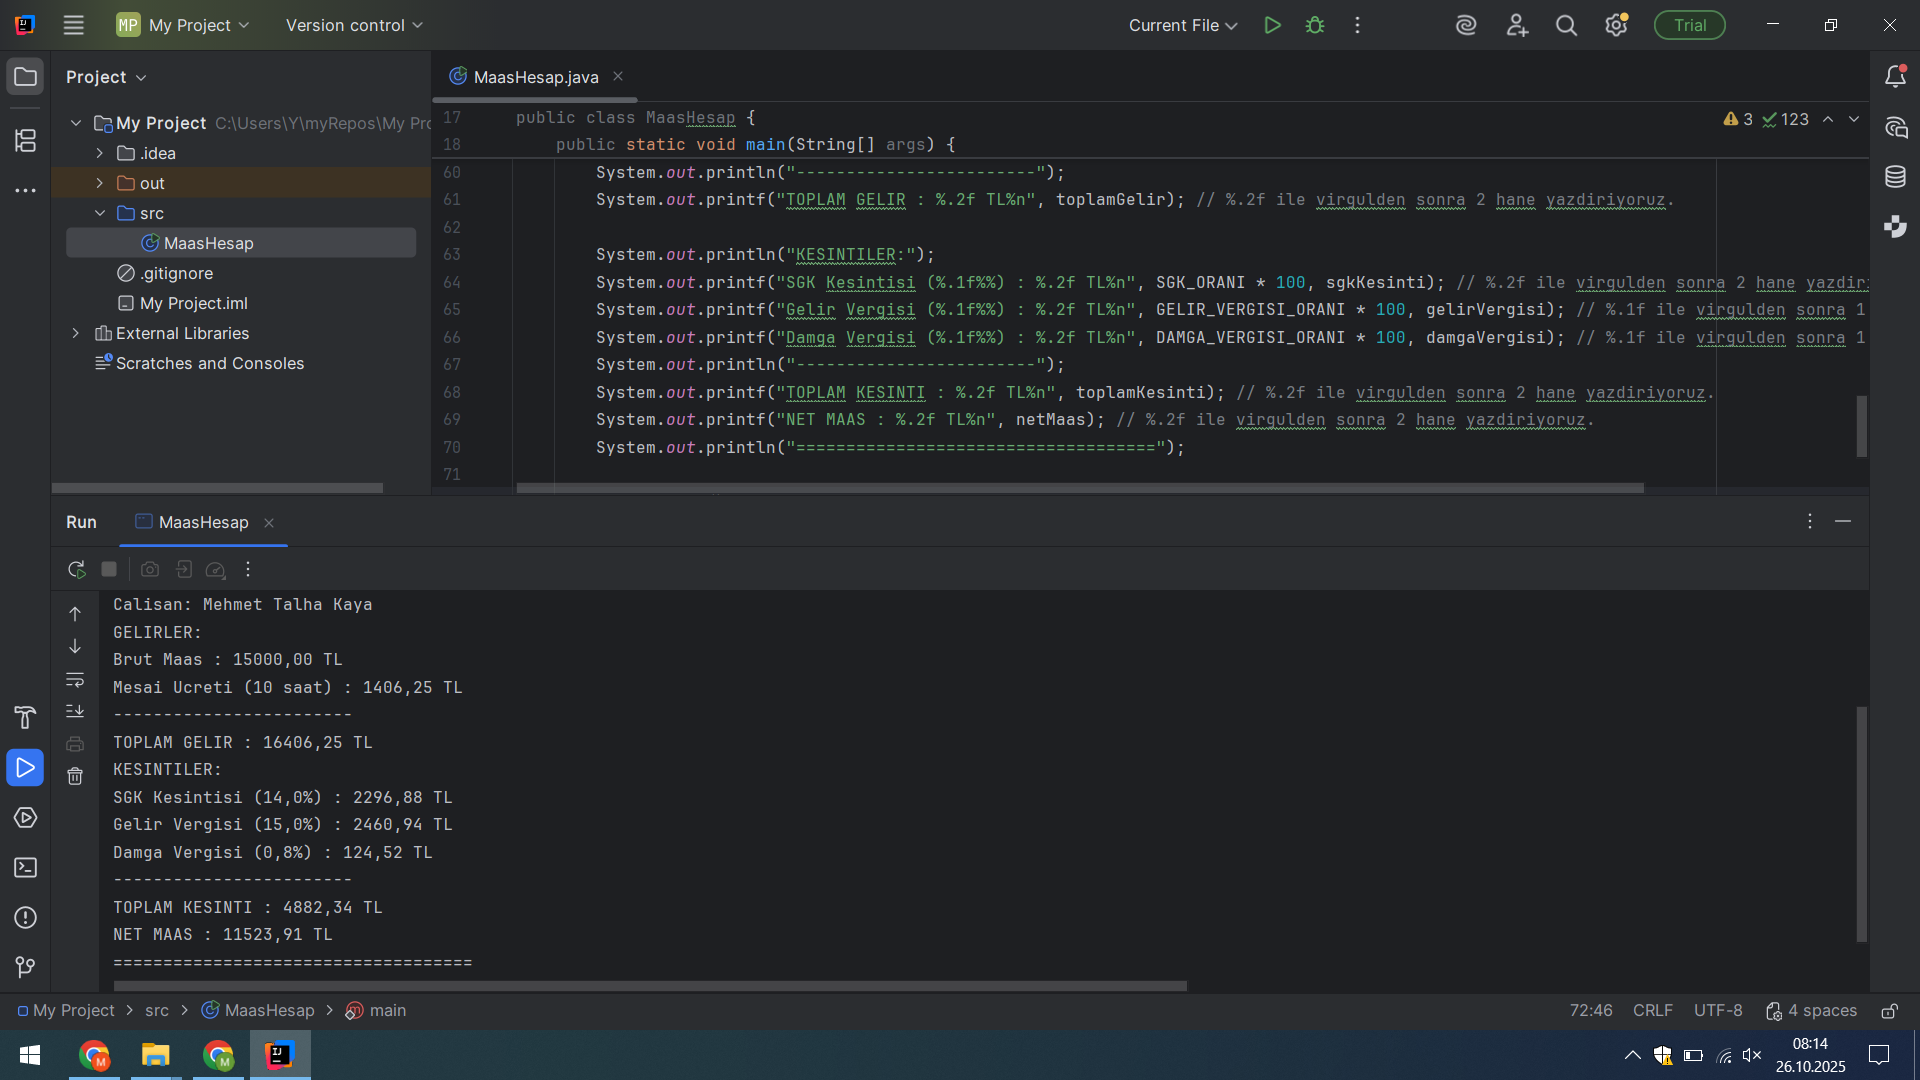 MP My Project Version control Current File Trial
Project
My Project C:\Users\Y\myRepos\My Pro
.idea
out
src
MaasHesap
.gitignore
My Project.iml
External Libraries
Scratches and Consoles
MaasHesap.java
3 123
17 public class MaasHesap {
18 public static void main(String[] args) {
60 System.out.println("------------------------");
61 System.out.printf("TOPLAM GELIR : %.2f TL%n", toplamGelir); // %.2f ile virgulden sonra 2 hane yazdiriyoruz.
62
63 System.out.println("KESINTILER:");
64 System.out.printf("SGK Kesintisi (%.1f%%) : %.2f TL%n", SGK_ORANI * 100, sgkKesinti); // %.2f ile virgulden sonra 2 hane yazdiri
65 System.out.printf("Gelir Vergisi (%.1f%%) : %.2f TL%n", GELIR_VERGISI_ORANI * 100, gelirVergisi); // %.1f ile virgulden sonra 1
66 System.out.printf("Damga Vergisi (%.1f%%) : %.2f TL%n", DAMGA_VERGISI_ORANI * 100, damgaVergisi); // %.1f ile virgulden sonra 1
67 System.out.println("------------------------");
68 System.out.printf("TOPLAM KESINTI : %.2f TL%n", toplamKesinti); // %.2f ile virgulden sonra 2 hane yazdiriyoruz.
69 System.out.printf("NET MAAS : %.2f TL%n", netMaas); // %.2f ile virgulden sonra 2 hane yazdiriyoruz.
70 System.out.println("====================================");
71
Run MaasHesap
Calisan: Mehmet Talha Kaya
GELIRLER:
Brut Maas : 15000,00 TL
Mesai Ucreti (10 saat) : 1406,25 TL
------------------------
TOPLAM GELIR : 16406,25 TL
KESINTILER:
SGK Kesintisi (14,0%) : 2296,88 TL
Gelir Vergisi (15,0%) : 2460,94 TL
Damga Vergisi (0,8%) : 124,52 TL
------------------------
TOPLAM KESINTI : 4882,34 TL
NET MAAS : 11523,91 TL
====================================
My Project > src > MaasHesap > main 72:46 CRLF UTF-8 4 spaces
08:14
26.10.2025